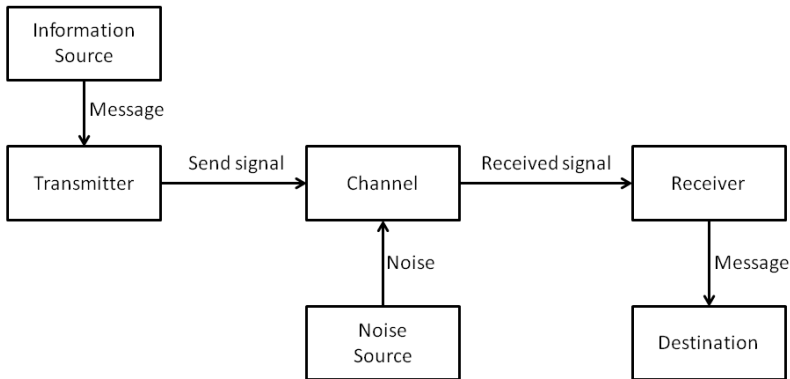 Information
Source
Message
Transmitter
Send signal
Channel
Received signal
Receiver
Noise
Message
Noise
Source
Destination